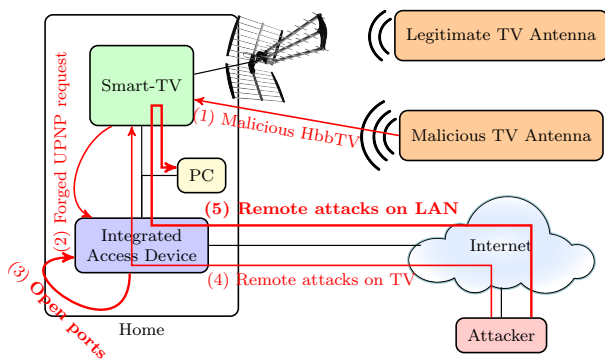 Legitimate TV Antenna
Smart-TV
(1) Malicious HbbTV
Malicious TV Antenna
(2) Forged UPNP request
PC
(5) Remote attacks on LAN
Integrated
Access Device
Internet
(4) Remote attacks on TV
(3) Open ports
Home
Attacker